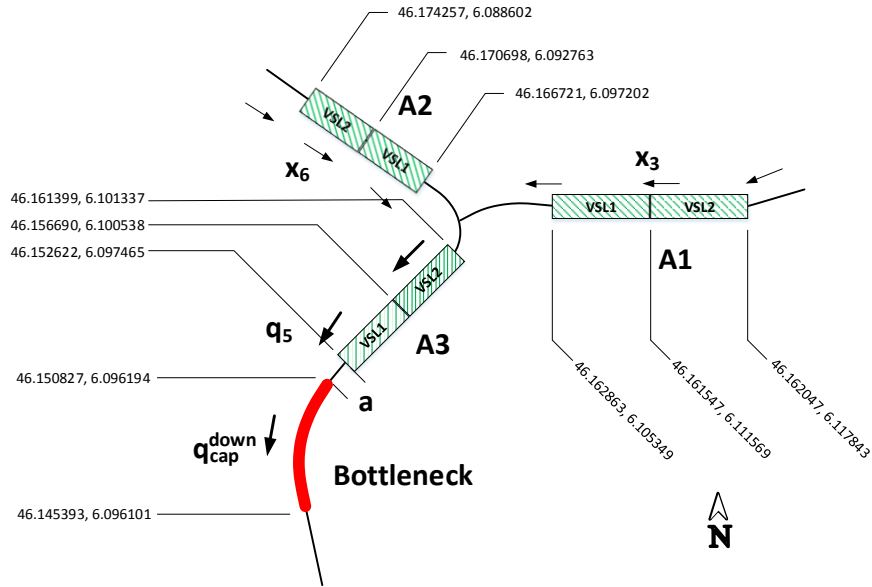 46.174257, 6.088602
46.170698, 6.092763
A2
46.166721, 6.097202
VSL2
VSL1
x6
x3
46.161399, 6.101337
46.156690, 6.100538
46.152622, 6.097465
VSL1
VSL2
A1
VSL2
VSL1
q5
A3
46.150827, 6.096194
a
46.162863, 6.105349
46.161547, 6.111569
46.162047, 6.117843
q down cap
Bottleneck
46.145393, 6.096101
N